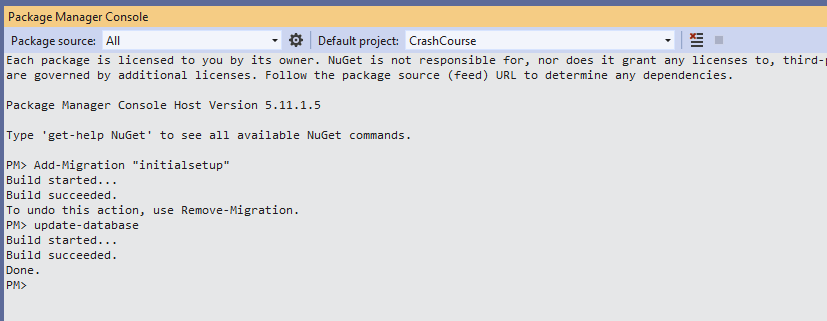 Package Manager Console
Package source: All Default project: CrashCourse
Each package is licensed to you by its owner. NuGet is not responsible for, nor does it grant any licenses to, third-
are governed by additional licenses. Follow the package source (feed) URL to determine any dependencies.
Package Manager Console Host Version 5.11.1.5
Type 'get-help NuGet' to see all available NuGet commands.
PM> Add-Migration "initialsetup"
Build started...
Build succeeded.
To undo this action, use Remove-Migration.
PM> update-database
Build started...
Build succeeded.
Done.
PM>